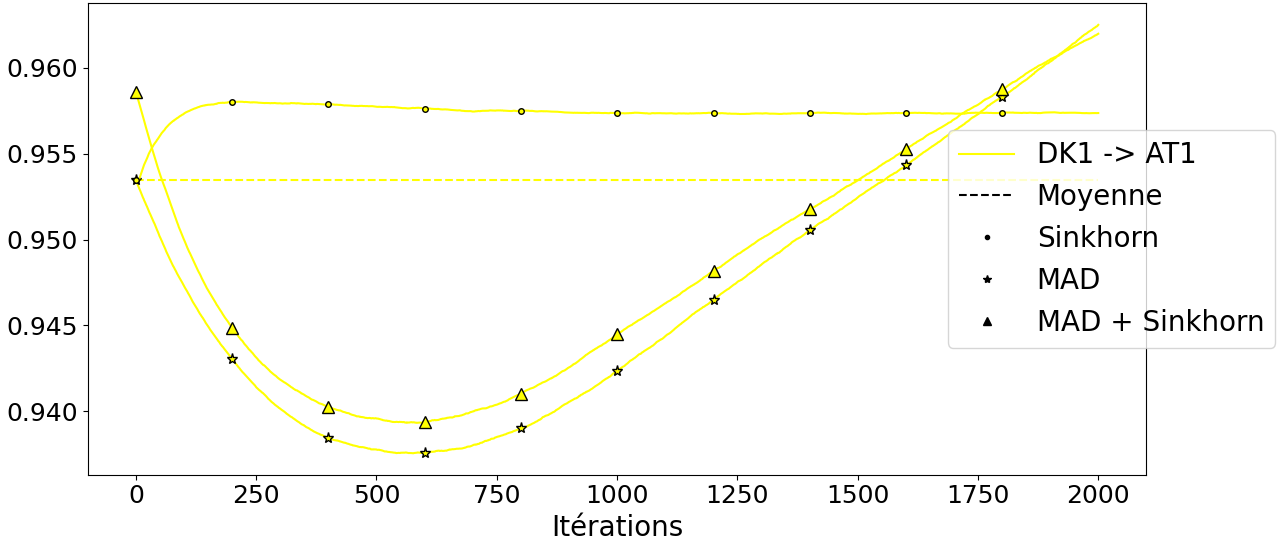 0.960
0.955
0.950
0.945
0.940
0 250 500 750 1000 1250 1500 1750 2000
Itérations
DK1 -> AT1
Moyenne
Sinkhorn
MAD
MAD + Sinkhorn